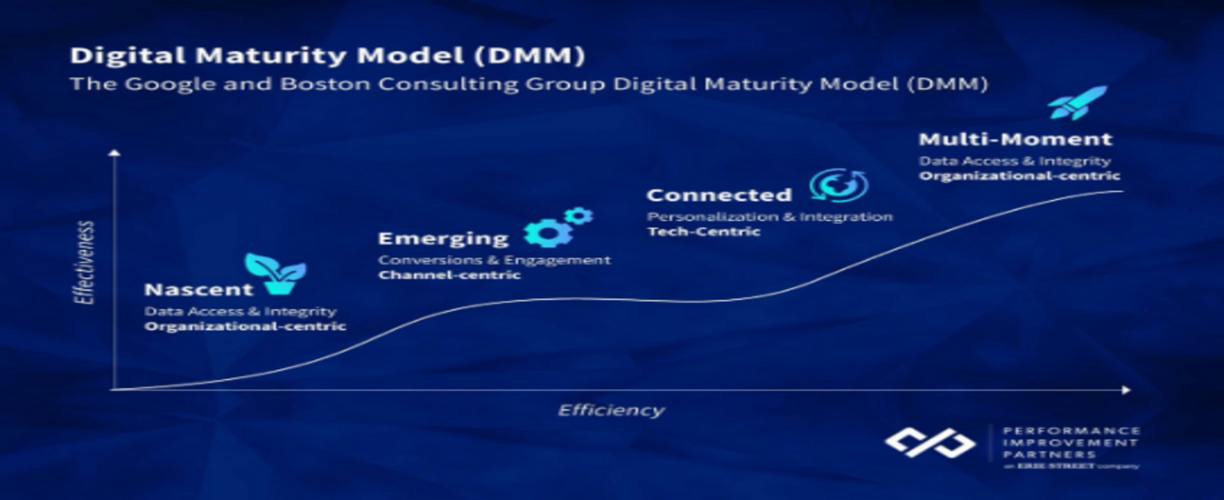 Digital Maturity Model (DMM)
The Google and Boston Consulting Group Digital Maturity Model (DMM)
Multi-Moment
Data Access & Integrity
Organizational-centric
Connected
Personalization & Integration
Tech-Centric
Emerging
Conversions & Engagement
Channel-centric
Nascent
Data Access & Integrity
Organizational-centric
Effectiveness
Efficiency
PERFORMANCE
IMPROVEMENT
PARTNERS
an ERIE STREET company